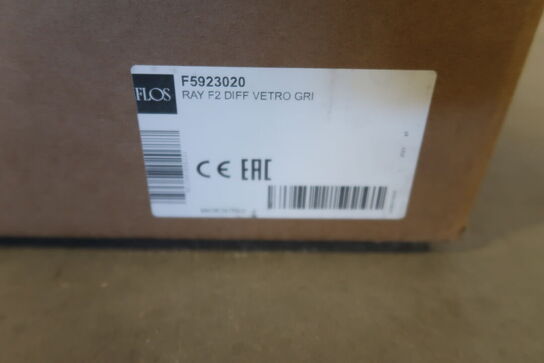 FLOS
F5923020
RAY F2 DIFF VETRO GRI
CE EAC